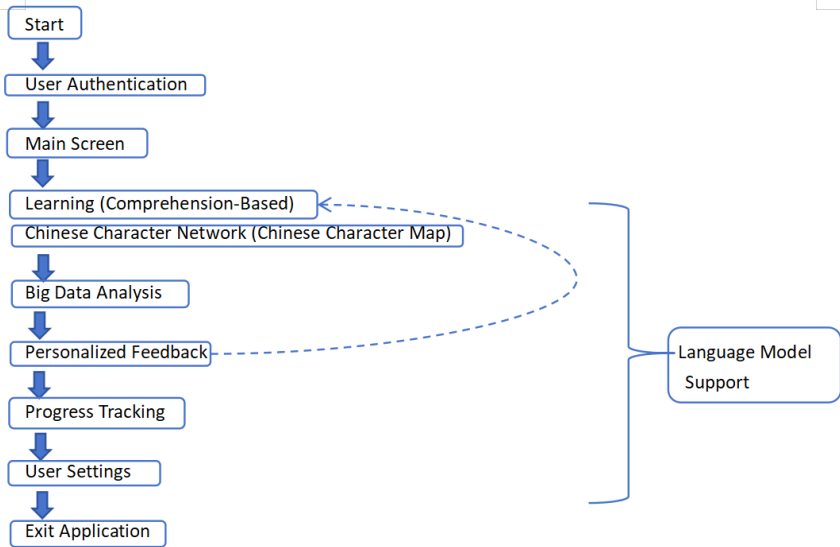 Start
User Authentication
Main Screen
Learning (Comprehension-Based)
Chinese Character Network (Chinese Character Map)
Big Data Analysis
Personalized Feedback
Progress Tracking
User Settings
Exit Application
Language Model
Support